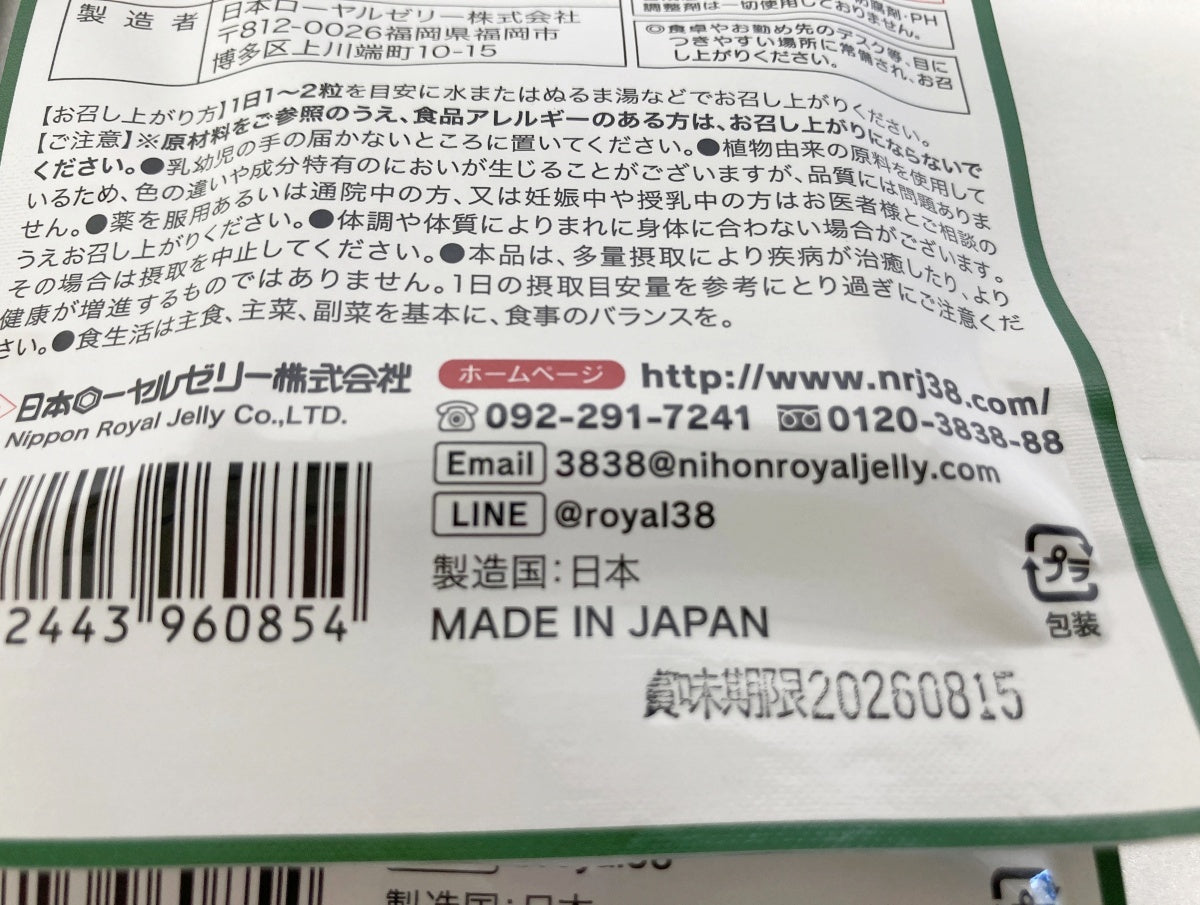 製造者
日本ローヤルゼリー株式会社
〒812-0026福岡県福岡市
博多区上川端町10-15
防腐剤・PH
調整剤は一切使用しておりません。
◎食卓やお勤め先のデスク等、目に
つきやすい場所に常備され、お召
し上がりください。
【お召し上がり方】1日1〜2粒を目安に水またはぬるま湯などでお召し上がりください。
【ご注意】※原材料をご参照のうえ、食品アレルギーのある方は、お召し上がりにならないで
ください。●乳幼児の手の届かないところに置いてください。●植物由来の原料を使用して
いるため、色の違いや成分特有のにおいが生じることがございますが、品質には問題ありま
せん。●薬を服用あるいは通院中の方、又は妊娠中や授乳中の方はお医者様とご相談の
うえお召し上がりください。●体調や体質によりまれに身体に合わない場合がございます。
その場合は摂取を中止してください。●本品は、多量摂取により疾病が治癒したり、より
健康が増進するものではありません。1日の摂取目安量を参考にとり過ぎにご注意くだ
さい。●食生活は主食、主菜、副菜を基本に、食事のバランスを。
日本ローヤルゼリー株式会社
Nippon Royal Jelly Co.,LTD.
ホームページ http://www.nrj38.com/
092-291-7241 0120-3838-88
Email 3838@nihonroyaljelly.com
LINE @royal38
製造国：日本
MADE IN JAPAN
2443 960854
プラ
包装
賞味期限20260815
製造国：日本